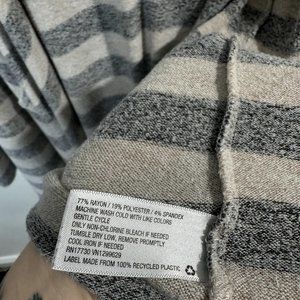 77% RAYON / 19% POLYESTER / 4% SPANDEX
MACHINE WASH COLD WITH LIKE COLORS
GENTLE CYCLE
ONLY NON-CHLORINE BLEACH IF NEEDED
TUMBLE DRY LOW, REMOVE PROMPTLY
COOL IRON IF NEEDED
RN17730 VN1299629
LABEL MADE FROM 100% RECYCLED PLASTIC